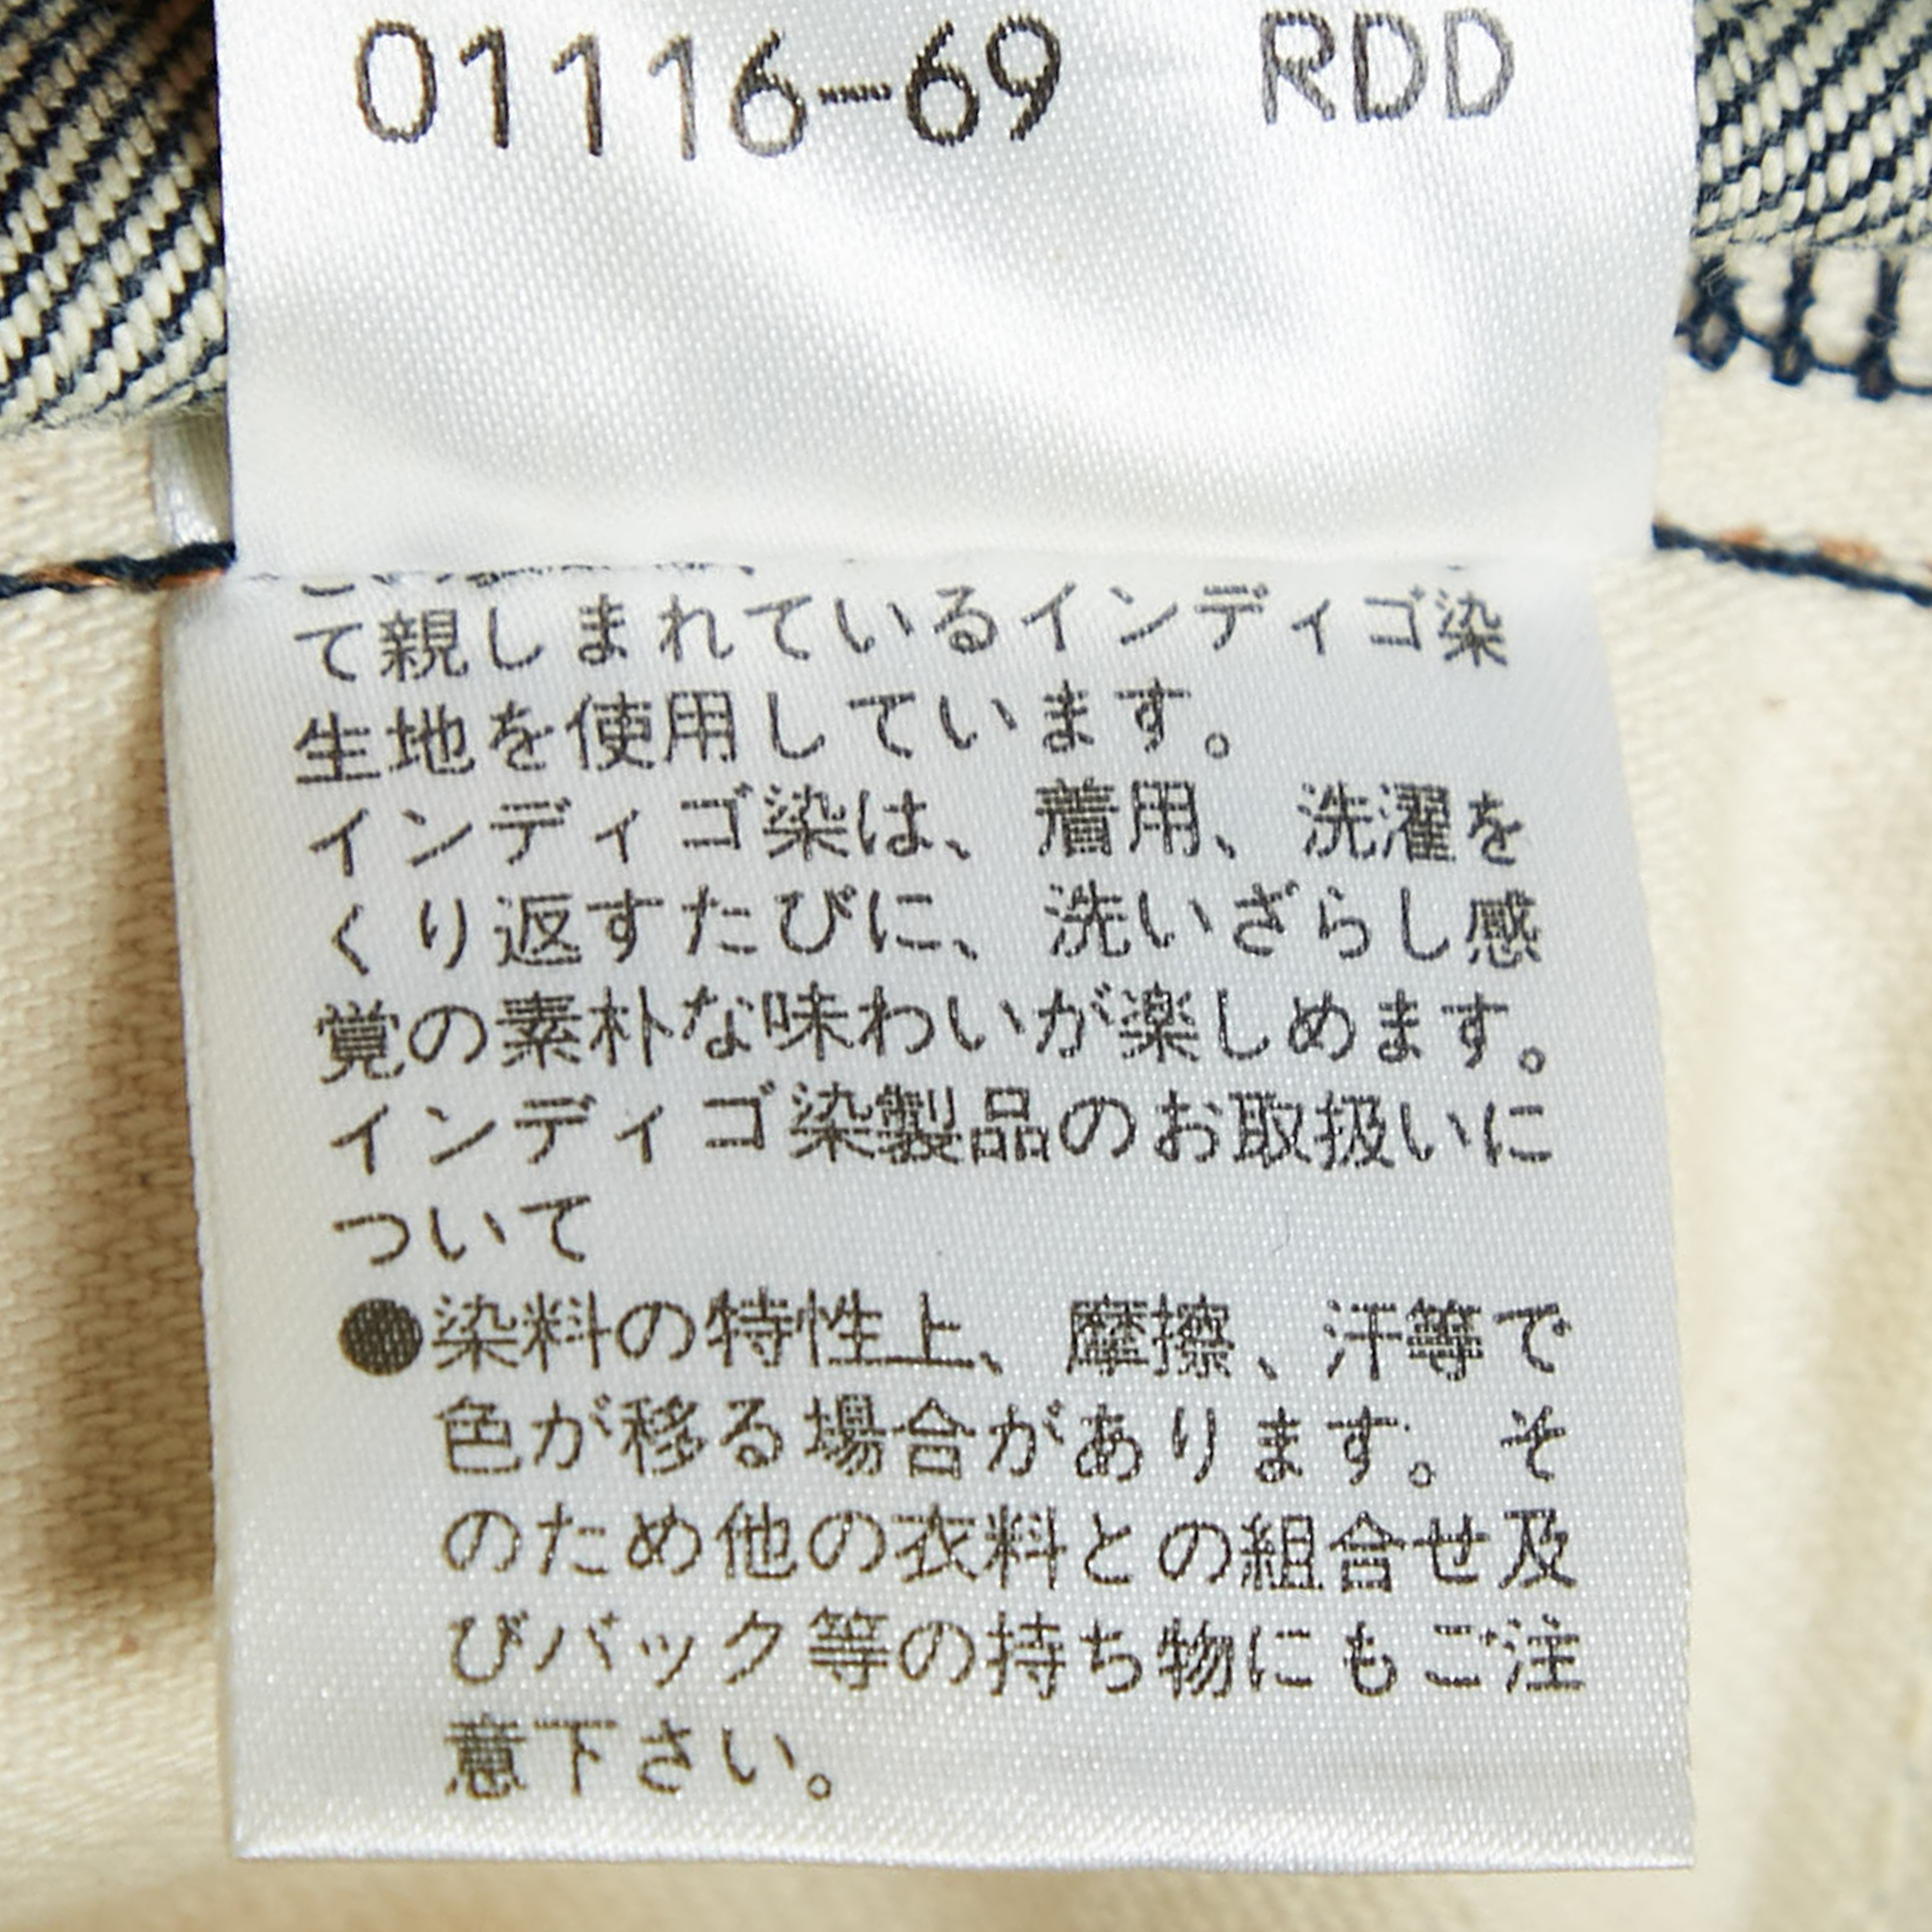 01116-69 RDD
て親しまれているインディゴ染
生地を使用しています。
インディゴ染は、着用、洗濯を
くり返すたびに、洗いざらし感
覚の素朴な味わいが楽しめます。
インディゴ染製品のお取扱いに
ついて
●染料の特性上、摩擦、汗等で
色が移る場合があります。そ
のため他の衣料との組合せ及
びバック等の持ち物にもご注
意下さい。